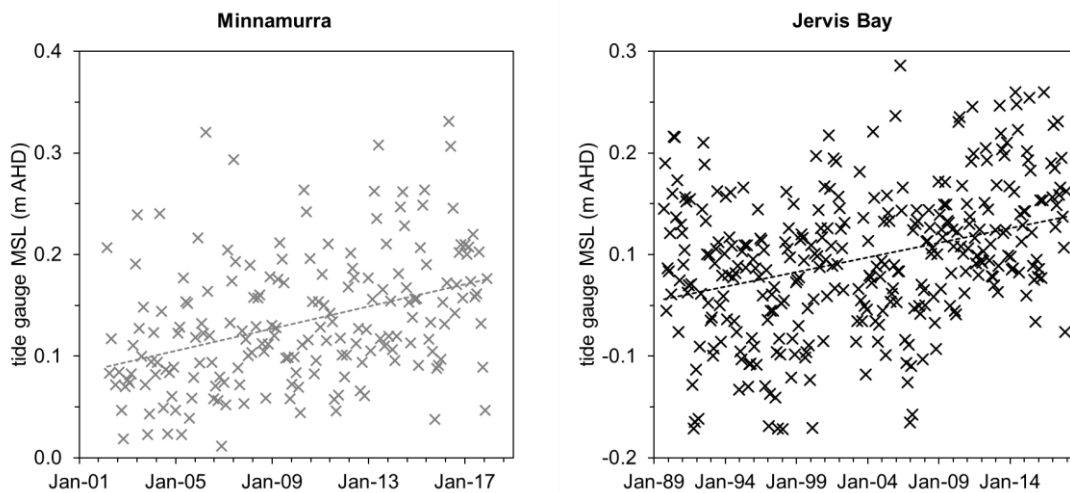 Minnamurra
tide gauge MSL (m AHD)
0.4
0.3
0.2
0.1
0.0
Jan-01 Jan-05 Jan-09 Jan-13 Jan-17
Jervis Bay
tide gauge MSL (m AHD)
0.3
0.2
0.1
-0.1
-0.2
Jan-89 Jan-94 Jan-99 Jan-04 Jan-09 Jan-14